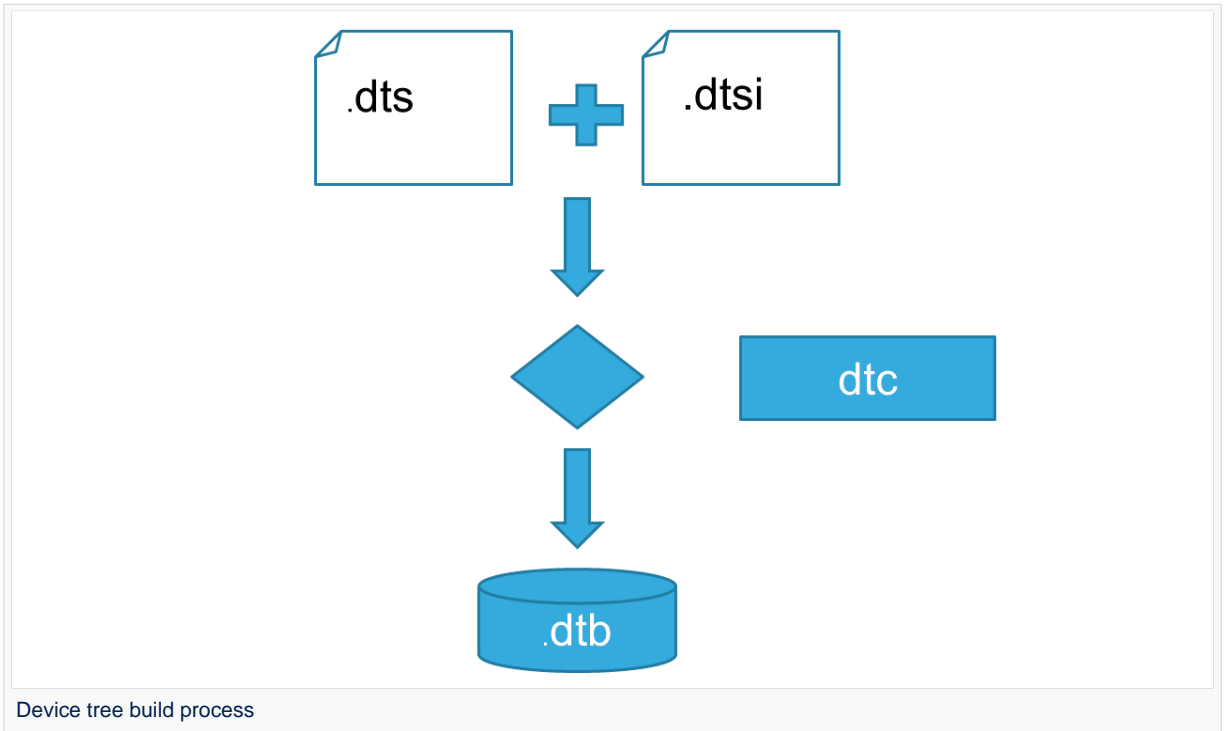 .dts
.dtsi
dtc
.dtb
Device tree build process